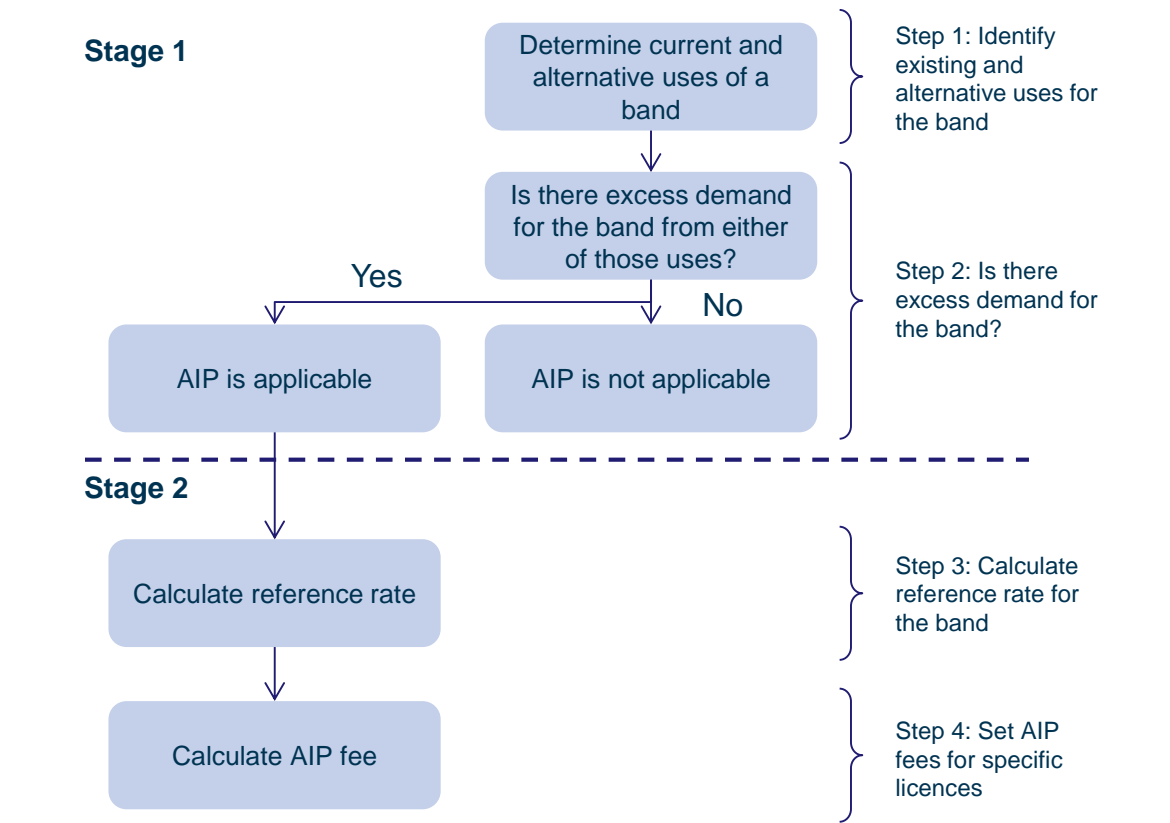 Stage 1
Determine current and
alternative uses of a
band
Step 1: Identify
existing and
alternative uses for
the band
Is there excess demand
for the band from either
of those uses?
Yes
No
Step 2: Is there
excess demand for
the band?
AIP is applicable
AIP is not applicable
Stage 2
Calculate reference rate
Step 3: Calculate
reference rate for
the band
Calculate AIP fee
Step 4: Set AIP
fees for specific
licences